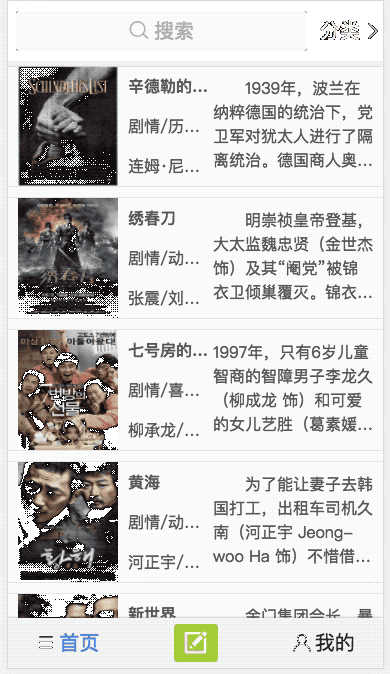 搜索
分类
SCHINDLER'S LIST
辛德勒的...
剧情/历...
连姆·尼...
1939年，波兰在
纳粹德国的统治下，党
卫军对犹太人进行了隔
离统治。德国商人奥...
绣春刀
剧情/动...
张震/刘...
明崇祯皇帝登基，
大太监魏忠贤（金世杰
饰）及其“阉党”被锦
衣卫倾巢覆灭。锦衣...
七号房的...
剧情/喜...
柳承龙/...
1997年，只有6岁儿童
智商的智障男子李龙久
（柳成龙 饰）和可爱
的女儿艺胜（葛素媛...
황해
黄海
剧情/动...
河正宇/...
为了能让妻子去韩
国打工，出租车司机久
南（河正宇 Jeong-
woo Ha 饰）不惜借...
新世界
金门集团会长，最
首页
我的